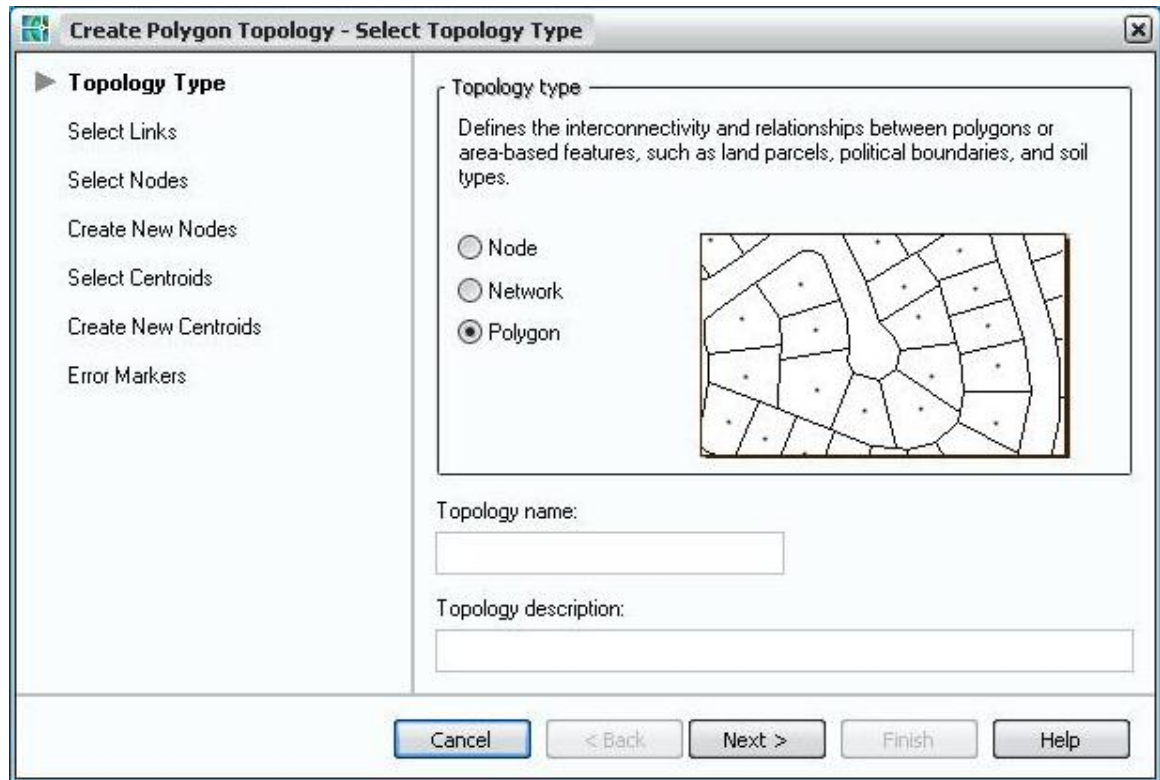 Create Polygon Topology - Select Topology Type
Topology Type
Select Links
Select Nodes
Create New Nodes
Select Centroids
Create New Centroids
Error Markers
Topology type
Defines the interconnectivity and relationships between polygons or
area-based features, such as land parcels, political boundaries, and soil
types.
Node
Network
Polygon
Topology name:
Topology description:
Cancel
< Back
Next >
Finish
Help